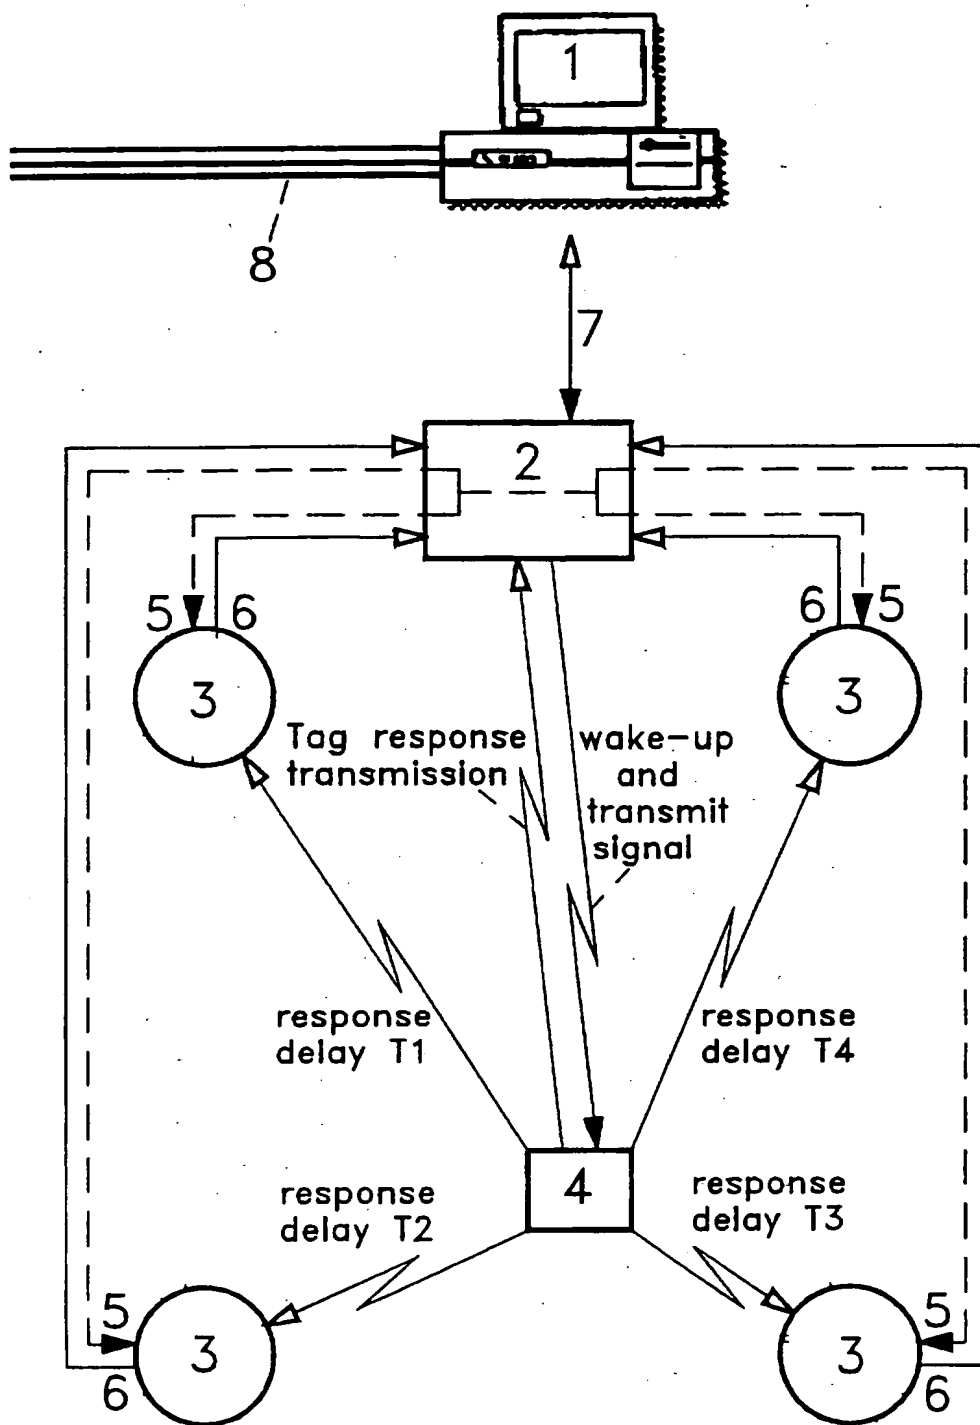 1
8
7
2
5 6
6 5
3
3
Tag response
transmission
wake-up
and
transmit
signal
response
delay T1
response
delay T4
4
response
delay T2
response
delay T3
5
3
6
5
3
6